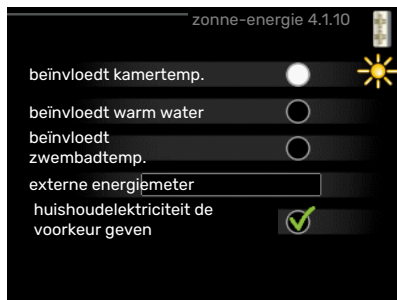 zonne-energie 4.1.10
beïnvloedt kamertemp.
beïnvloedt warm water
beïnvloedt
zwembadtemp.
externe energiemeter
huishoudelektriciteit de
voorkeur geven